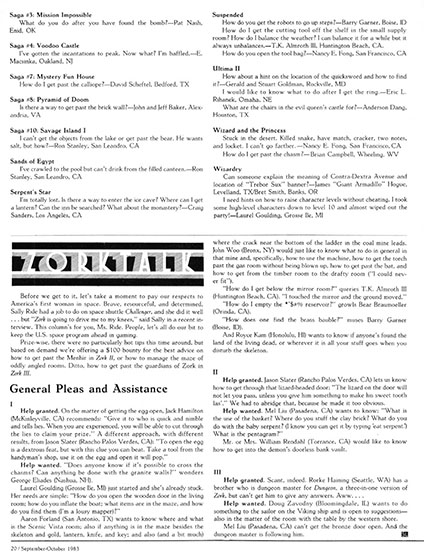 Saga #3: Mission Impossible
What do you do after you have found the bomb?—Pat Nash,
Enid, OK
Saga #4: Voodoo Castle
I've gotten the incantations to peak. Now what? I'm baffled.—E.
Macinska, Oakland, NJ
Saga #7: Mystery Fun House
How do I get past the calliope?—David Scheftel, Bedford, TX
Saga #8: Pyramid of Doom
Is there a way to get past the brick wall?—John and Jeff Baker, Alex-
andria, VA
Saga #10: Savage Island I
I can't get the objects from the lake or get past the bear. He wants
salt, but how?—Ron Stanley, San Leandro, CA
Sands of Egypt
I've crawled to the pool but can't drink from the filled canteen.—Ron
Stanley, San Leandro, CA
Serpent's Star
I'm totally lost. Is there a way to enter the ice cave? Where can I get
a lantern? Can the inn be searched? What about the monastery?—Craig
Sanders, Los Angeles, CA
Suspended
How do you get the robots to go up steps?—Barry Garner, Boise, ID
How do I get the cutting tool off the shelf in the small supply
room? How do I balance the weather? I can balance it for a while but it
always unbalances.—T.K. Almroth III, Huntington Beach, CA.
How do you open the tool bag?—Nancy E. Fong, San Francisco, CA
Ultima II
How about a hint on the location of the quicksword and how to find
it?—Gerald and Stuart Goldman, Rockville, MD
I would like to know what to do after I get the ring.—Eric L.
Rihanek, Omaha, NE
What are the chairs in the evil queen's castle for?—Anderson Dang,
Houston, TX
Wizard and the Princess
Stuck in the desert. Killed snake, have match, cracker, two notes,
and locket. I can't go farther. —Nancy E. Fong, San Francisco, CA
How do I get past the chasm?—Brian Campbell, Wheeling, WV
Wizardry
Can someone explain the meaning of Contra-Dextra Avenue and
location of "Trebor Sux" banner?—James "Giant Armadillo" Hogue,
Levelland, TX/Bret Smith, Banks, OR
I need hints on how to raise character levels without cheating. I took
some high-level characters down to level 10 and almost wiped out the
party!—Laurel Goulding, Grosse Ile, MI
ZORKTALK
Before we get to it, let's take a moment to pay our respects to
America's first woman in space. Brave, resourceful, and determined,
Sally Ride had a job to do on space shuttle Challenger, and she did it well
. . . but "Zork is going to drive me to my knees," said Sally in a recent in-
terview. This column's for you, Ms. Ride. People, let's all do our bit to
keep the U.S. space program ahead in gaming.
Prize-wise, there were no particularly hot tips this time around, but
based on demand we're offering a $100 bounty for the best advice on
how to get past the Menhir in Zork II, or how to manage the maze of
oddly angled rooms. Ditto, how to get past the guardians of Zork in
Zork III.
General Pleas and Assistance
I
Help granted. On the matter of getting the egg open, Jack Hamilton
(McKinleyville, CA) recommends: "Give it to who is quick and nimble
and tells lies. When you are experienced, you will be able to cut through
the lies to claim your prize." A different approach, with different
results, from Jason Slater (Rancho Palos Verdes, CA): "To open the egg
is a dextrous feat, but with this clue you can beat. Take a tool from the
handyman's shop, use it on the egg and open it will pop."
Help wanted. "Does anyone know if it's possible to cross the
chasm? Can anything be done with the granite walls?" wonders
George Eliades (Nashua, NH).
Laurel Goulding (Grosse Ile, MI) just started and she's already stuck.
Her needs are simple: "How do you open the wooden door in the living
room; how do you inflate the boat; what items are in the maze, and how
do you find them? (I'm a lousy mapper!)"
Aaron Forland (San Antonio, TX) wants to know where and what
is the Scenic Vista room; also if anything is in the maze besides the
skeleton and gold, lantern, knife, and key; and also (and a bit much)
where the crack near the bottom of the ladder in the coal mine leads.
John Woo (Bronx, NY) would just like to know what to do in general in
that mine and, specifically, how to use the machine, how to get the torch
past the gas room without being blown up, how to get past the bat, and
how to get from the timber room to the drafty room ("I could nev-
er fit").
"How do I get below the mirror room?" queries T.K. Almroth III
(Huntington Beach, CA). "I touched the mirror and the ground moved."
"How do I empty the *$#% reservoir?" growls Bear Braumoeller
(Orinda, CA).
"How does one find the brass bauble?" muses Barry Garner
(Boise, ID).
And Royce Kam (Honolulu, HI) wants to know if anyone's found the
land of the living dead, or wherever it is all your stuff goes when you
disturb the skeleton.
II
Help granted. Jason Slater (Rancho Palos Verdes, CA) lets us know
how to get through that lizard-headed door: "The lizard on the door will
not let you pass, unless you give him something to make his sweet tooth
last." We had to abridge that, because he made it too obvious.
Help wanted. Mel Lau (Pasadena, CA) wants to know: "What is
the use of the basket? Where do you stuff the clay brick? What do you
do with the baby serpent? (I know you can get it by typing 'eat serpent'.)
What is the pentagram?"
Mr. or Mrs. William Rendahl (Torrance, CA) would like to know
how to get into the demon's doorless bank vault.
III
Help granted. Scant, indeed. Rorke Haining (Seattle, WA) has a
brother who is dungeon master for Dungeon, a three-in-one version of
Zork, but can't get him to give any answers. Aww. . . .
Help wanted. Doug Zavodny (Bloomingdale, IL) wants to do
something to the sailor on the Viking ship and is open to suggestions—
also in the matter of the room with the table by the western shore.
Mel Lau (Pasadena, CA) can't get the bronze door open. And the
dungeon master is following him.
20 / September-October 1983